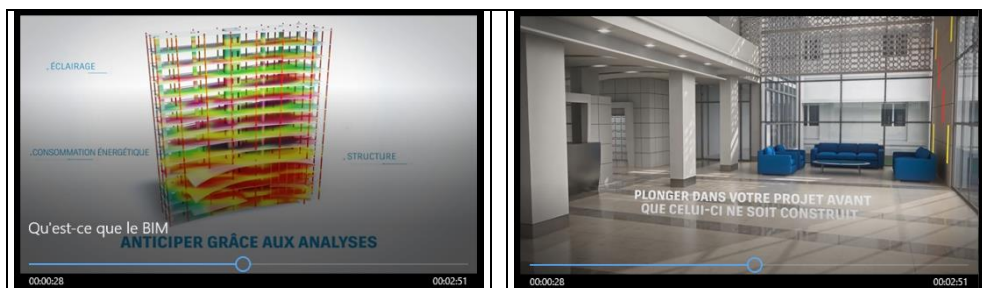 .ÉCLAIRAGE
.CONSOMMATION ÉNERGÉTIQUE
.STRUCTURE
Qu'est-ce que le BIM
ANTICIPER GRÂCE AUX ANALYSES
00:00:28
00:02:51
PLONGER DANS VOTRE PROJET AVANT
QUE CELUI-CI NE SOIT CONSTRUIT
00:00:28
00:02:51